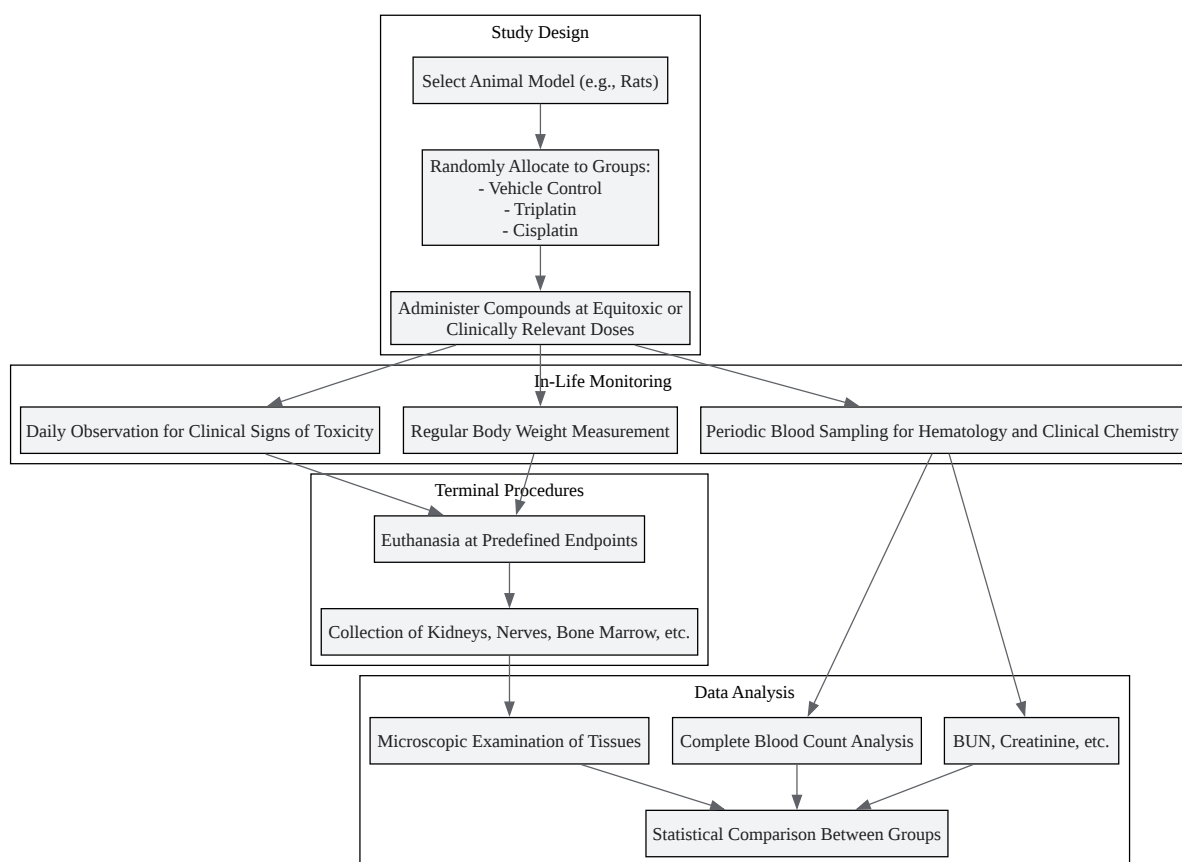 Study Design
Select Animal Model (e.g., Rats)
Randomly Allocate to Groups:
- Vehicle Control
- Triplatin
- Cisplatin
Administer Compounds at Equitoxic or
Clinically Relevant Doses
In-Life Monitoring
Daily Observation for Clinical Signs of Toxicity
Regular Body Weight Measurement
Periodic Blood Sampling for Hematology and Clinical Chemistry
Terminal Procedures
Euthanasia at Predefined Endpoints
Collection of Kidneys, Nerves, Bone Marrow, etc.
Data Analysis
Microscopic Examination of Tissues
Complete Blood Count Analysis
BUN, Creatinine, etc.
Statistical Comparison Between Groups